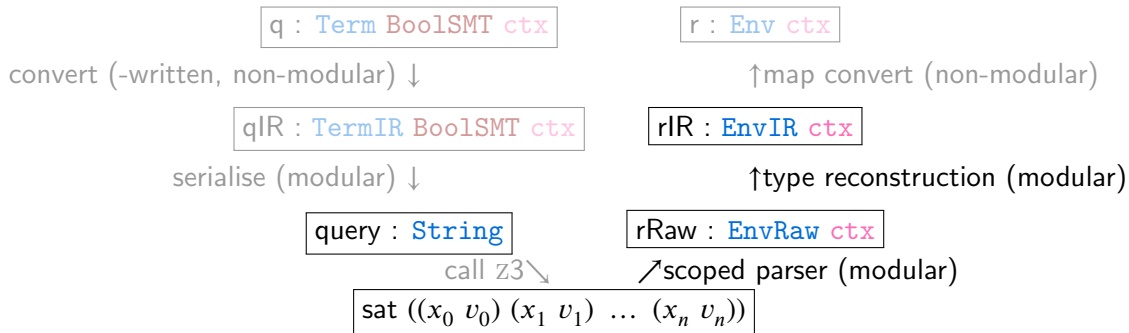 q : Term BoolSMT ctx    r : Env ctx
convert (-written, non-modular) ↓    ↑map convert (non-modular)
qIR : TermIR BoolSMT ctx    rIR : EnvIR ctx
serialise (modular) ↓    ↑type reconstruction (modular)
query : String    rRaw : EnvRaw ctx
call z3↘    ↗scoped parser (modular)
sat ((x₀ v₀) (x₁ v₁) … (xₙ vₙ))